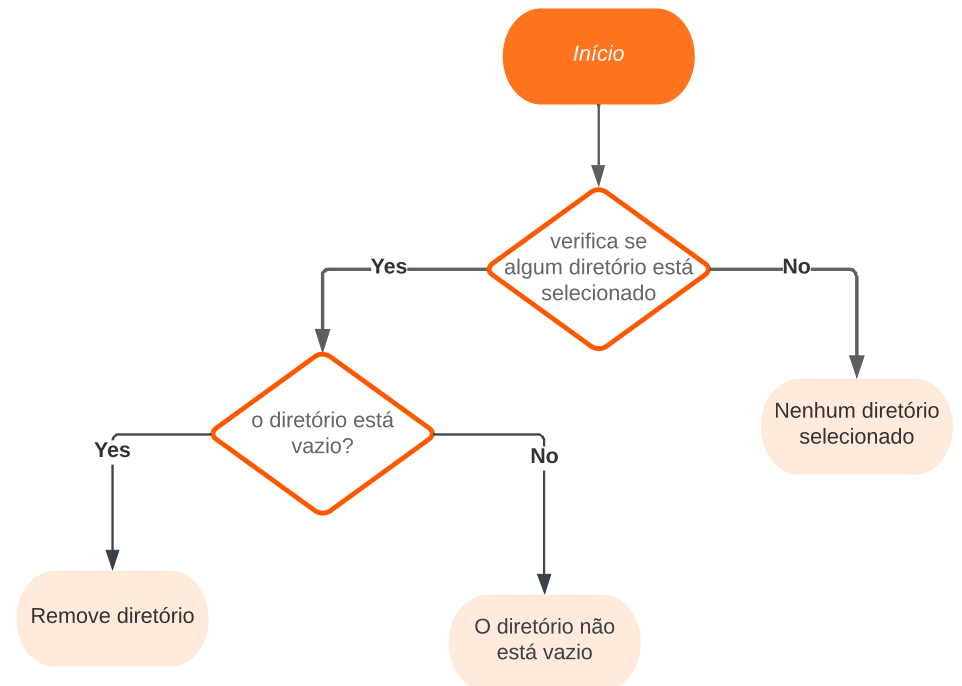 Início
verifica se
algum diretório está
selecionado
Yes
No
o diretório está
vazio?
Nenhum diretório
selecionado
Yes
No
Remove diretório
O diretório não
está vazio